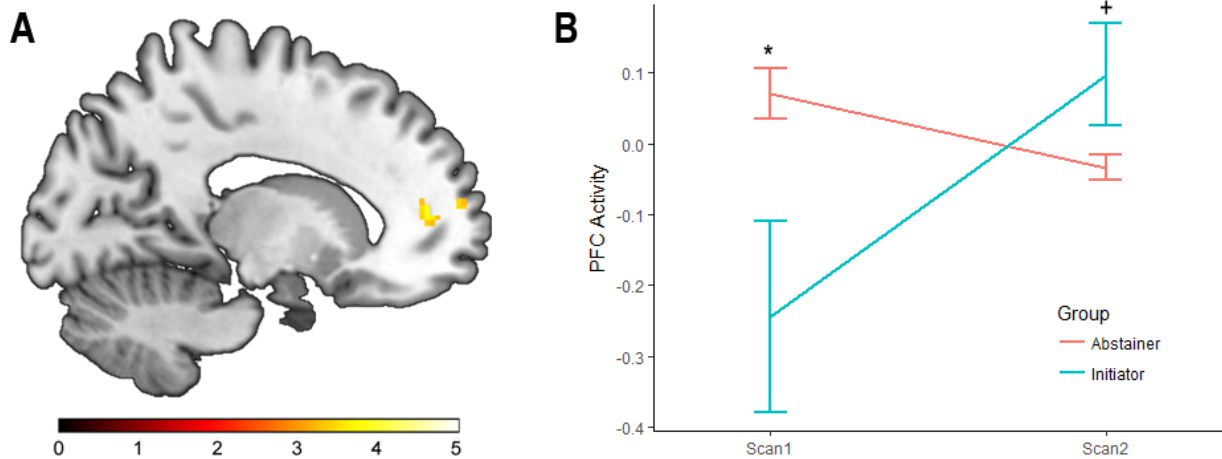 A
0 1 2 3 4 5
B
*
+
PFC Activity
0.1
0.0
-0.1
-0.2
-0.3
-0.4
Group
Abstainer
Initiator
Scan1 Scan2